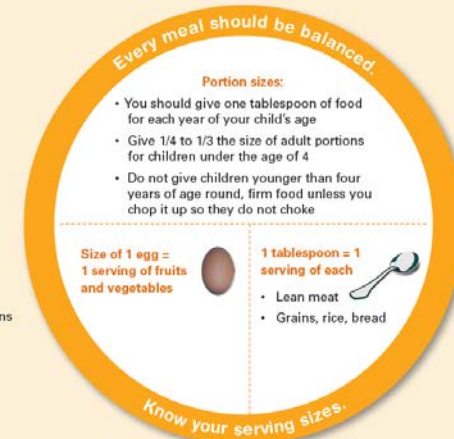 Every meal should be balanced.
Portion sizes:
• You should give one tablespoon of food
for each year of your child's age
• Give 1/4 to 1/3 the size of adult portions
for children under the age of 4
• Do not give children younger than four
years of age round, firm food unless you
chop it up so they do not choke
Size of 1 egg =
1 serving of fruits
and vegetables
1 tablespoon = 1
serving of each
• Lean meat
• Grains, rice, bread
Know your serving sizes.